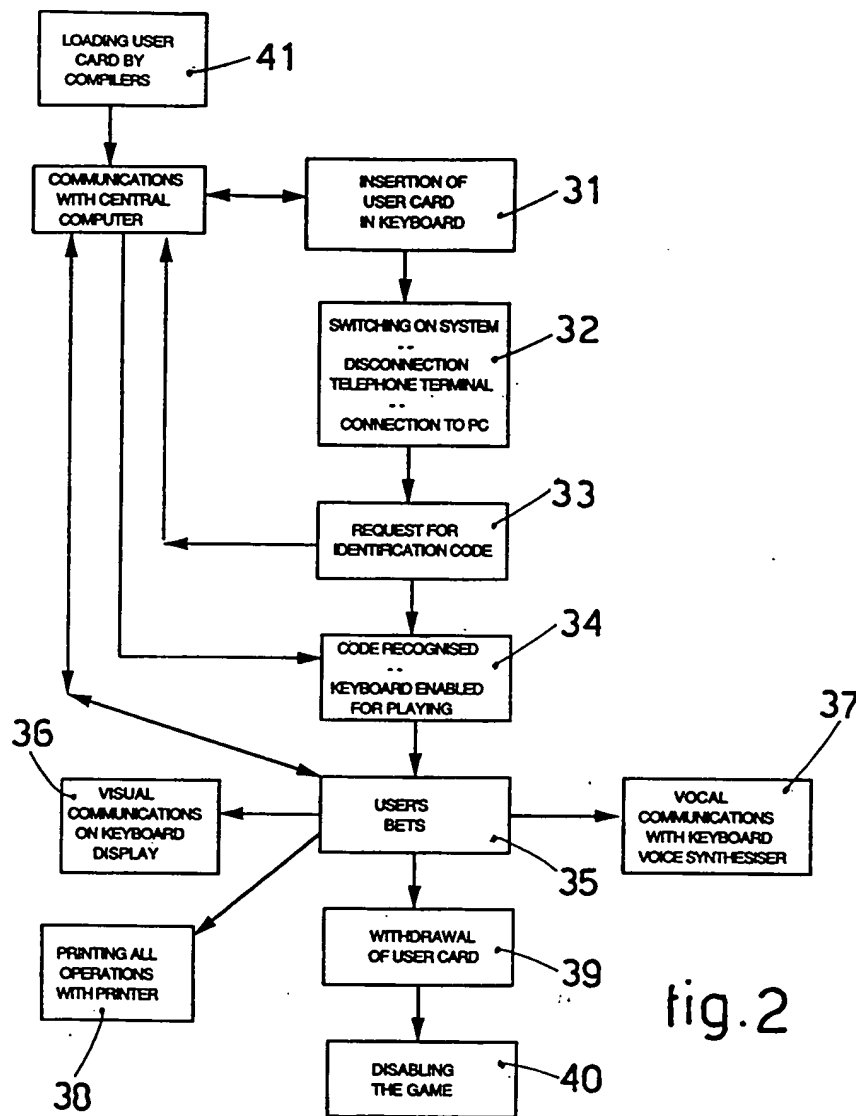 LOADING USER
CARD BY
COMPILERS
41
COMMUNICATIONS
WITH CENTRAL
COMPUTER
INSERTION OF
USER CARD
IN KEYBOARD
31
SWITCHING ON SYSTEM
--
DISCONNECTION
TELEPHONE TERMINAL
--
CONNECTION TO PC
32
REQUEST FOR
IDENTIFICATION CODE
33
CODE RECOGNISED
--
KEYBOARD ENABLED
FOR PLAYING
34
36
VISUAL
COMMUNICATIONS
ON KEYBOARD
DISPLAY
USER'S
BETS
35
37
VOCAL
COMMUNICATIONS
WITH KEYBOARD
VOICE SYNTHESISER
PRINTING ALL
OPERATIONS
WITH PRINTER
38
WITHDRAWAL
OF USER CARD
39
DISABLING
THE GAME
40
fig.2